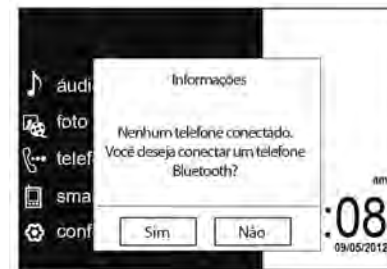 Informações
Nenhum telefone conectado.
Você deseja conectar um telefone
Bluetooth?
áudi
foto
telef
sma
conf
Sim Não
am
:08
09/05/2012